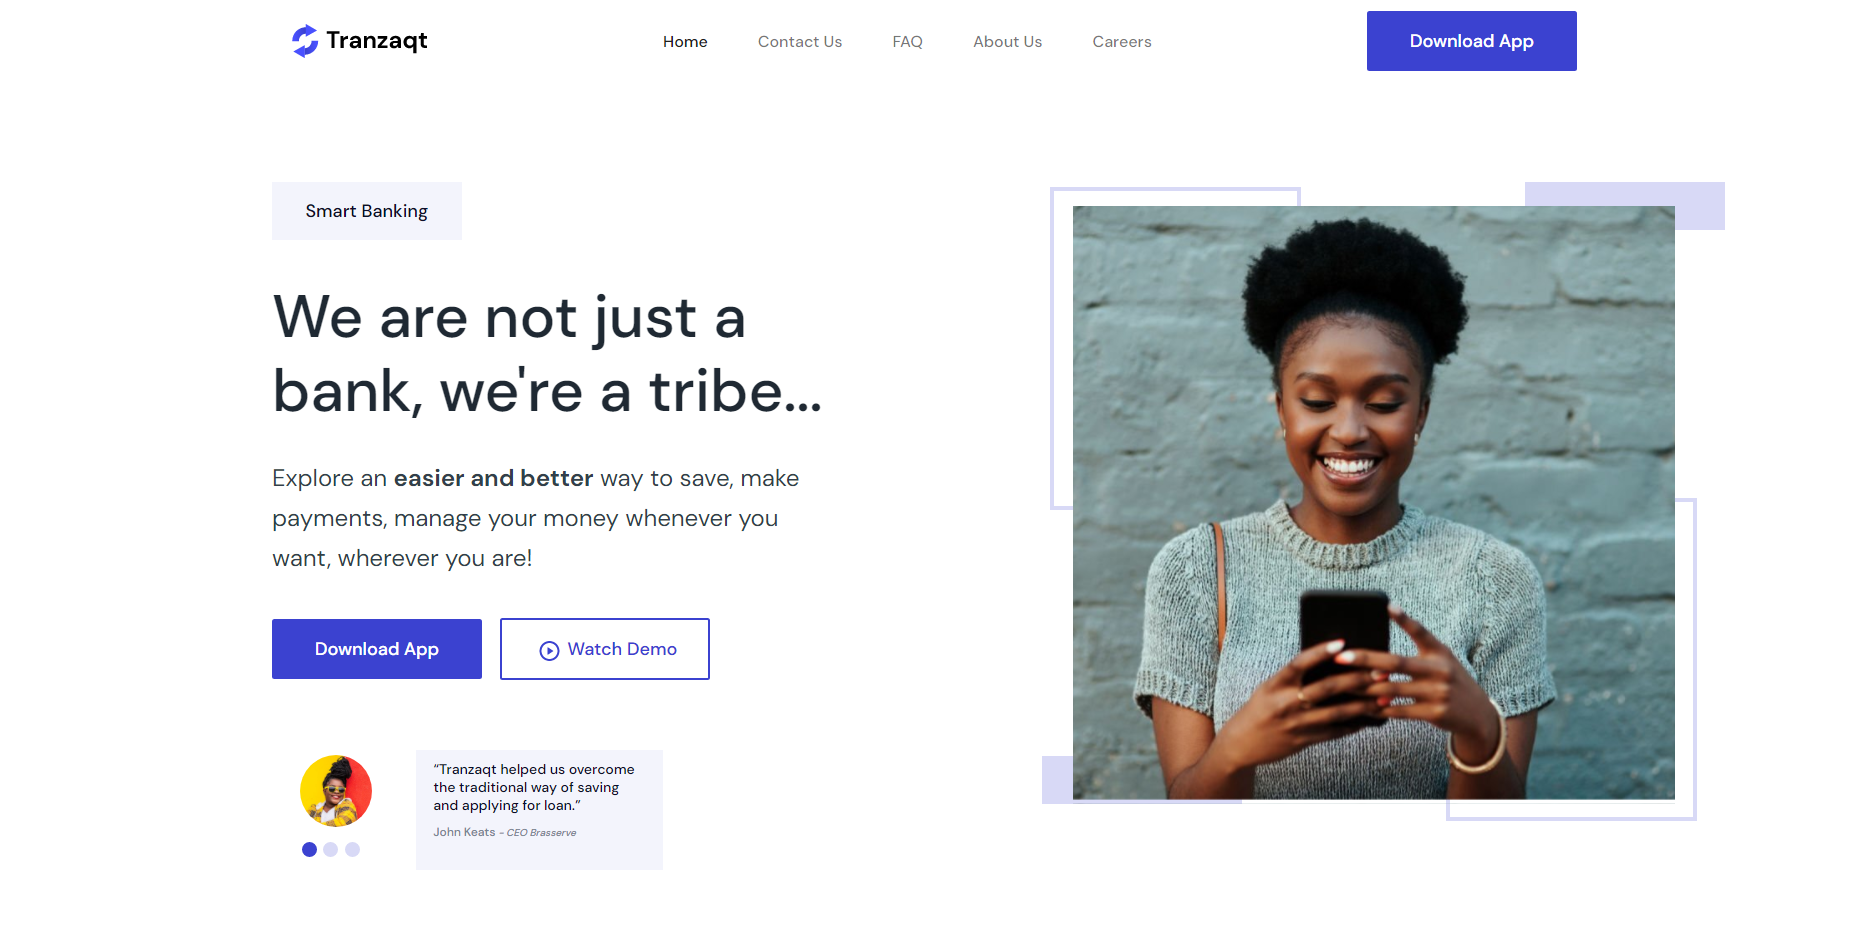 Tranzaqt
Home
Contact Us
FAQ
About Us
Careers
Download App
Smart Banking
We are not just a
bank, we're a tribe...
Explore an easier and better way to save, make
payments, manage your money whenever you
want, wherever you are!
Download App
Watch Demo
“Tranzaqt helped us overcome
the traditional way of saving
and applying for loan.”
John Keats - CEO Brasserve